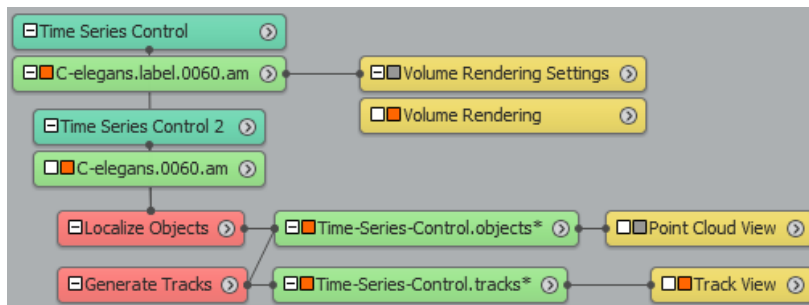 Time Series Control
C-elegans.label.0060.am
Volume Rendering Settings
Volume Rendering
Time Series Control 2
C-elegans.0060.am
Localize Objects
Time-Series-Control.objects*
Point Cloud View
Generate Tracks
Time-Series-Control.tracks*
Track View